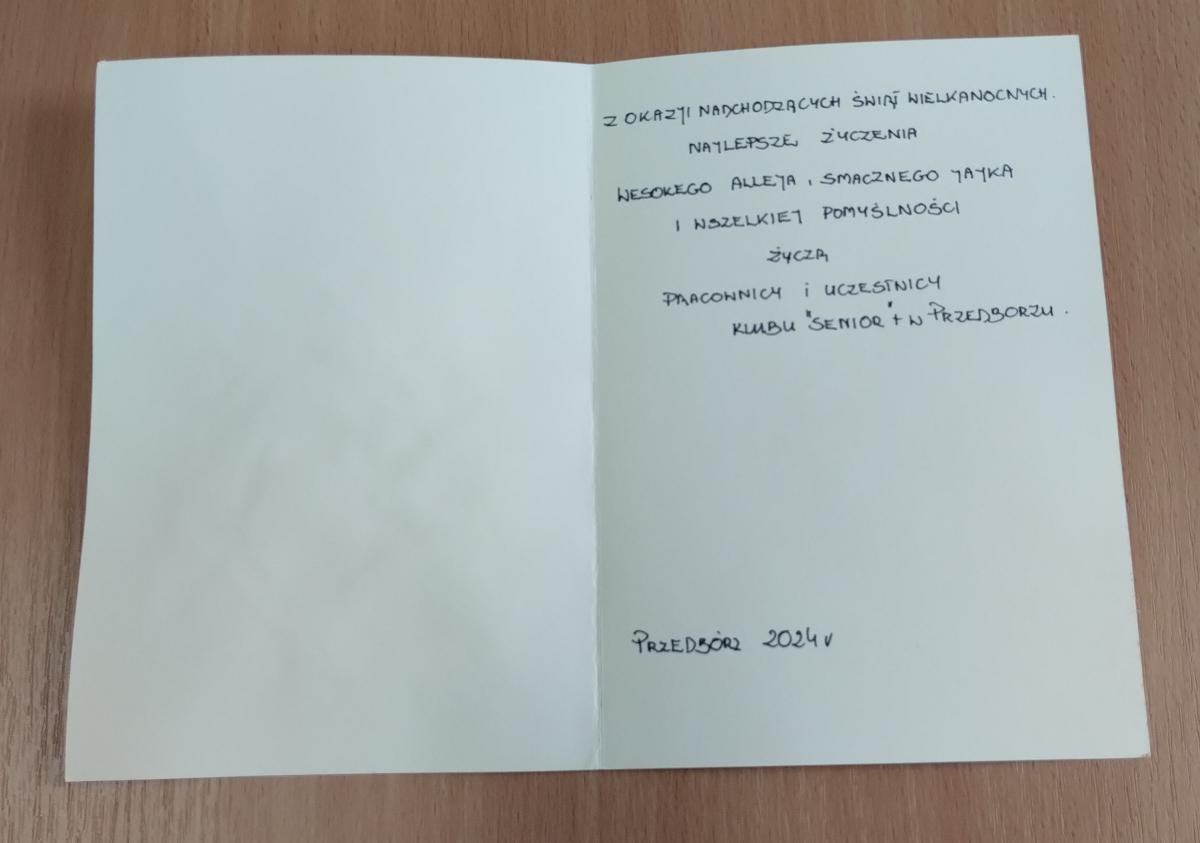 Z OKAZJI NADCHODZĄCYCH ŚWIĄT WIELKANOCNYCH.
NAJLEPSZE ŻYCZENIA
WESOŁEGO ALLEJA, SMACZNEGO JAJKA
I WSZELKIEJ POMYŚLNOŚCI
ŻYCZĄ
PRACOWNICY i UCZESTNICY
KLUBU "SENIOR" + W PRZEDBORZU.
PRZEDBÓRZ 2024 r